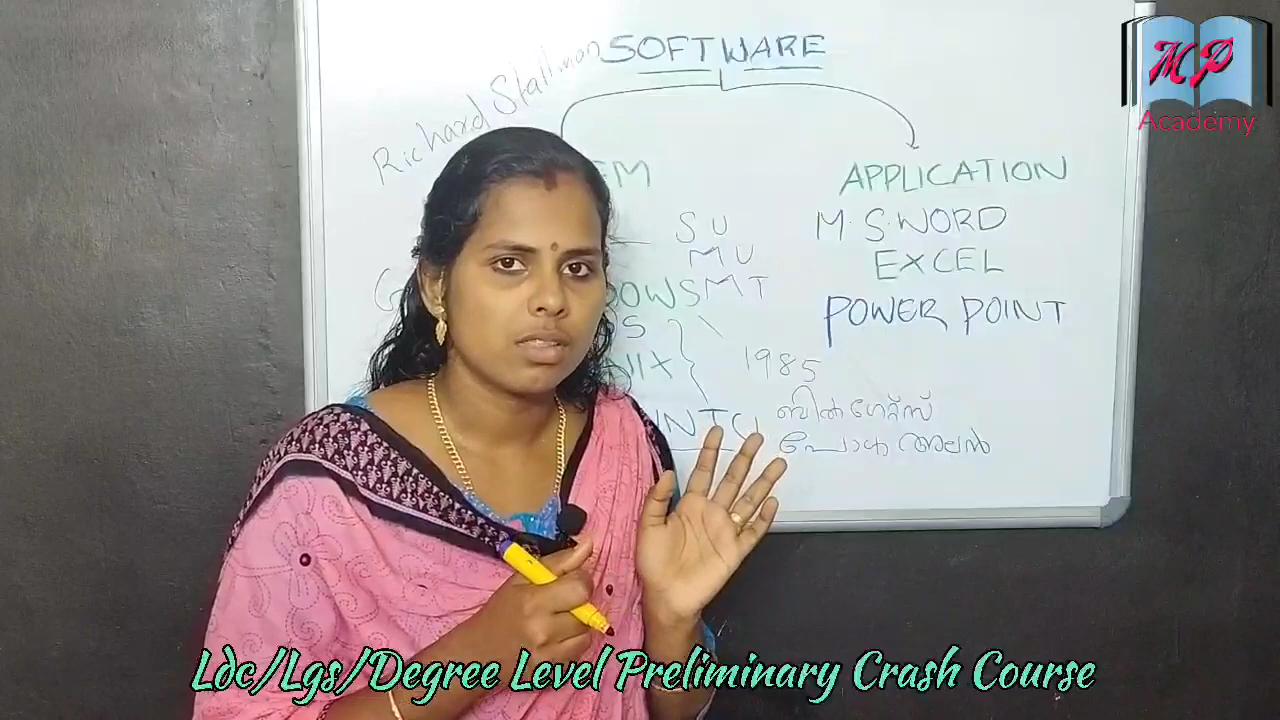 SOFTWARE
Richard Stallman
MP
Academy
APPLICATION
SU
M.S.WORD
MU
EXCEL
MT
POWER POINT
1985
ബിൽ ഗേറ്റ്സ്
പോൾ അലൻ
Ldc/Lgs/Degree Level Preliminary Crash Course